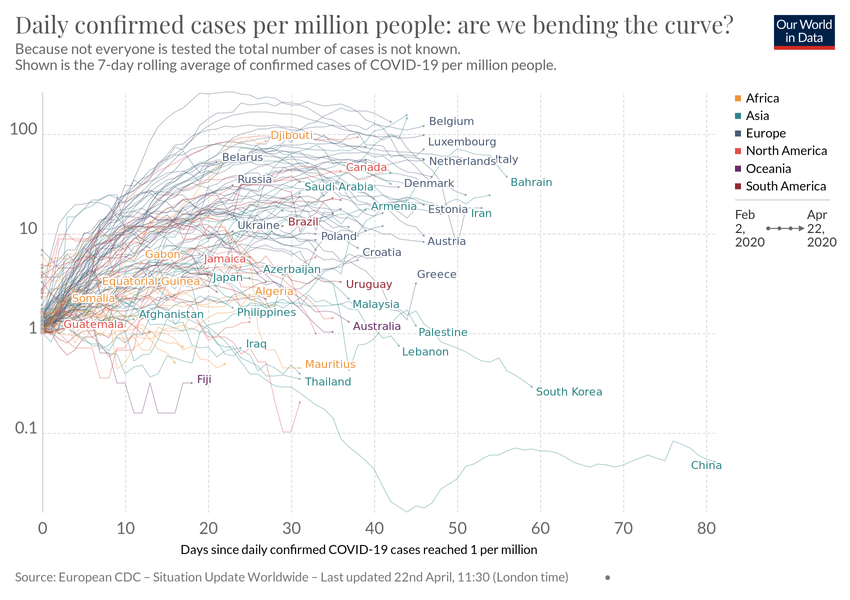 Daily confirmed cases per million people: are we bending the curve?
Because not everyone is tested the total number of cases is not known.
Shown is the 7-day rolling average of confirmed cases of COVID-19 per million people.
Our World
in Data
Africa
Asia
Europe
North America
Oceania
South America
Feb
2,
2020
Apr
22,
2020
100
10
1
0.1
Belgium
Djibouti
Luxembourg
Belarus
Netherlands
Italy
Canada
Russia
Denmark
Bahrain
Saudi Arabia
Armenia
Estonia
Iran
Brazil
Ukraine
Poland
Austria
Gabon
Croatia
Jamaica
Azerbaijan
Greece
Equatorial Guinea
Japan
Uruguay
Somalia
Algeria
Malaysia
Afghanistan
Philippines
Guatemala
Australia
Palestine
Iraq
Lebanon
Mauritius
Fiji
Thailand
South Korea
China
0
10
20
30
40
50
60
70
80
Days since daily confirmed COVID-19 cases reached 1 per million
Source: European CDC – Situation Update Worldwide – Last updated 22nd April, 11:30 (London time)